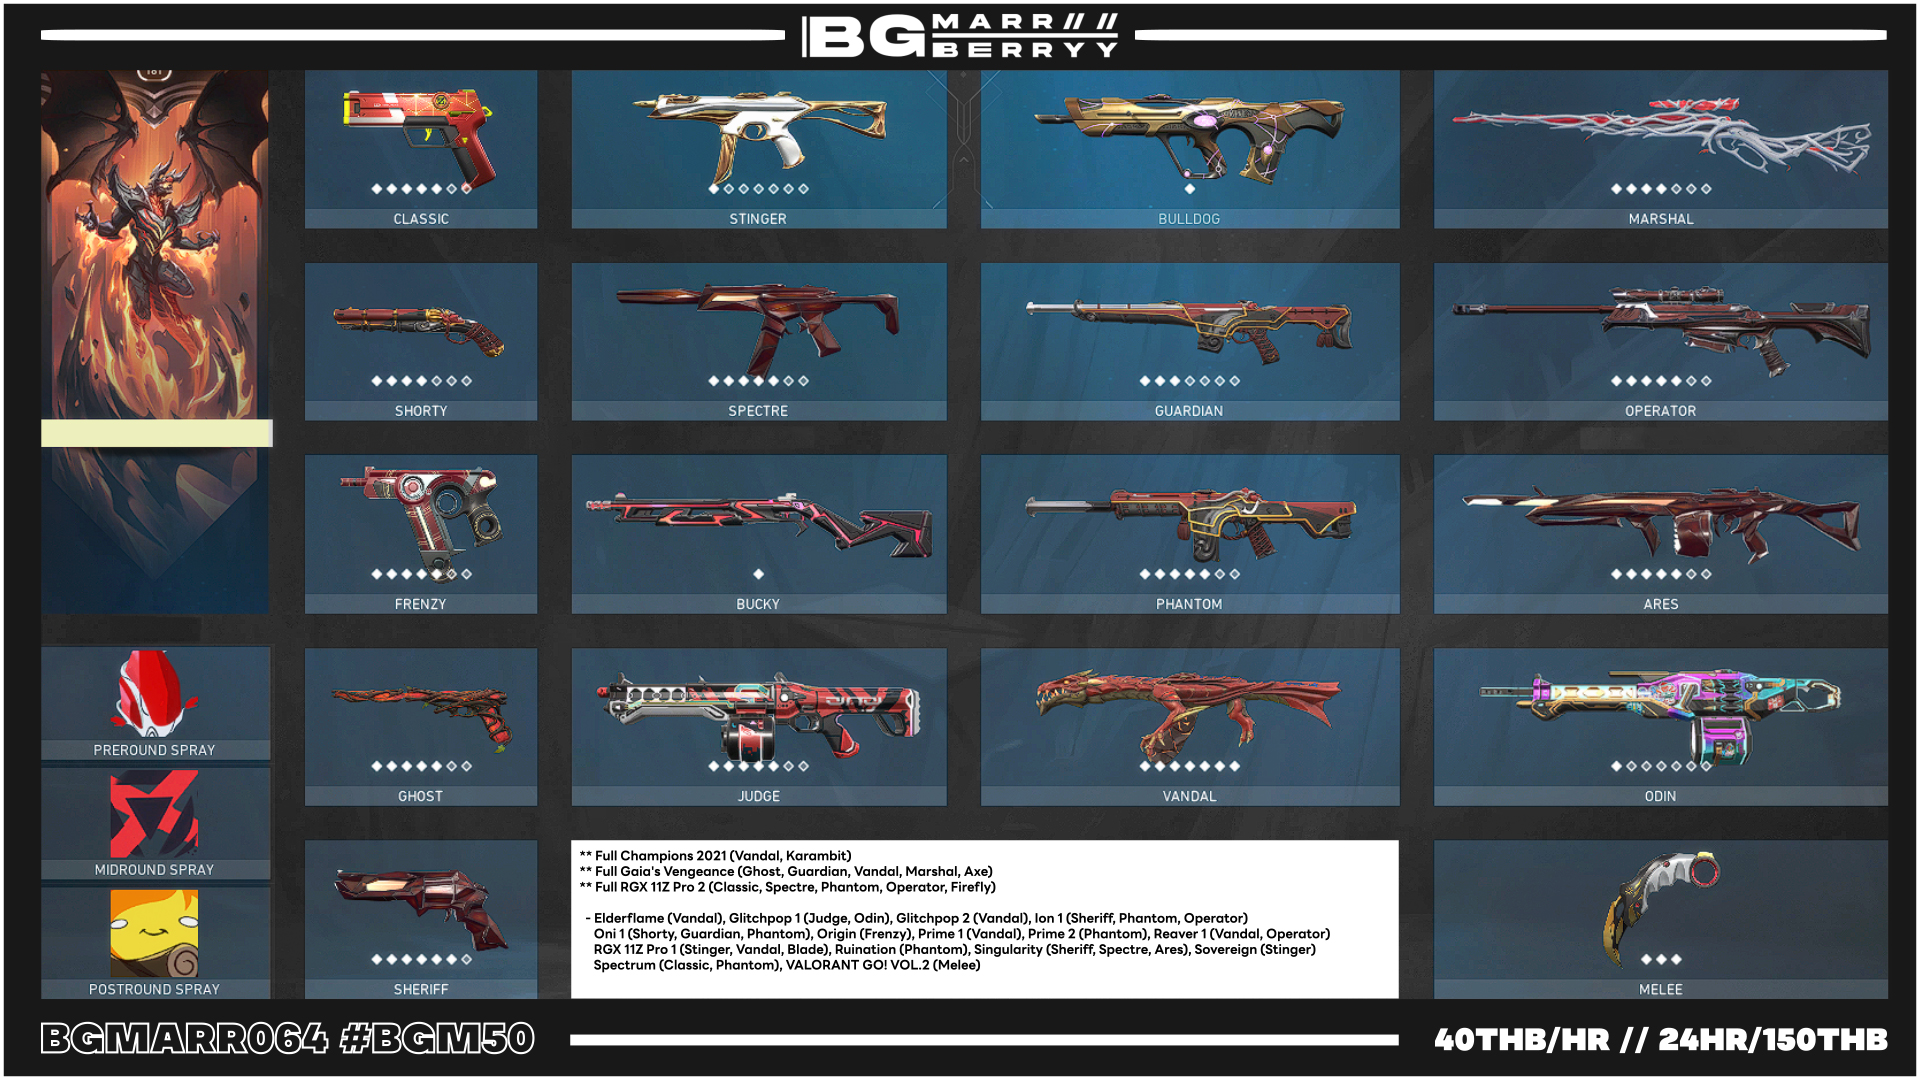 BG MARR// //
BERRYY
181
CLASSIC
STINGER
BULLDOG
MARSHAL
SHORTY
SPECTRE
GUARDIAN
OPERATOR
FRENZY
BUCKY
PHANTOM
ARES
PREROUND SPRAY
GHOST
JUDGE
VANDAL
ODIN
MIDROUND SPRAY
POSTROUND SPRAY
SHERIFF
** Full Champions 2021 (Vandal, Karambit)
** Full Gaia's Vengeance (Ghost, Guardian, Vandal, Marshal, Axe)
** Full RGX 11Z Pro 2 (Classic, Spectre, Phantom, Operator, Firefly)
- Elderflame (Vandal), Glitchpop 1 (Judge, Odin), Glitchpop 2 (Vandal), Ion 1 (Sheriff, Phantom, Operator)
Oni 1 (Shorty, Guardian, Phantom), Origin (Frenzy), Prime 1 (Vandal), Prime 2 (Phantom), Reaver 1 (Vandal, Operator)
RGX 11Z Pro 1 (Stinger, Vandal, Blade), Ruination (Phantom), Singularity (Sheriff, Spectre, Ares), Sovereign (Stinger)
Spectrum (Classic, Phantom), VALORANT GO! VOL.2 (Melee)
MELEE
BGMARR064 #BGM50
40THB/HR // 24HR/150THB